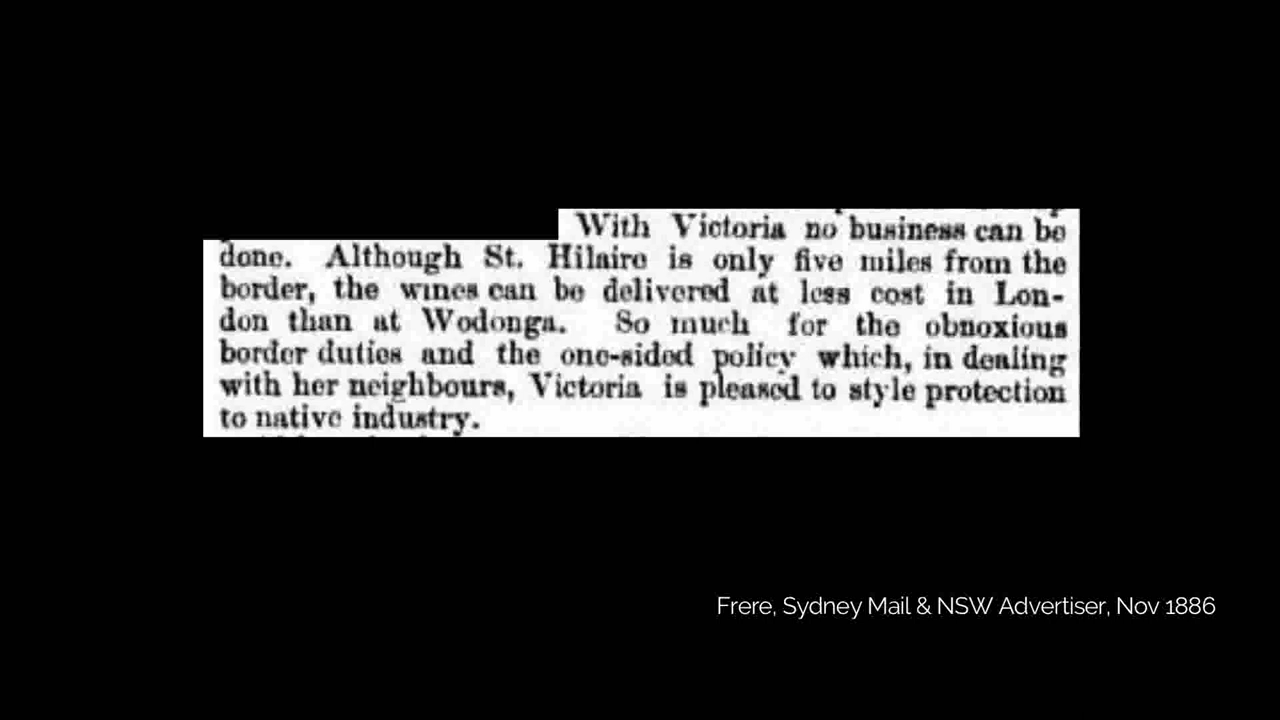 With Victoria no business can be
done. Although St. Hilaire is only five miles from the
border, the wines can be delivered at less cost in Lon-
don than at Wodonga. So much for the obnoxious
border duties and the one-sided policy which, in dealing
with her neighbours, Victoria is pleased to style protection
to native industry.
Frere, Sydney Mail & NSW Advertiser, Nov 1886